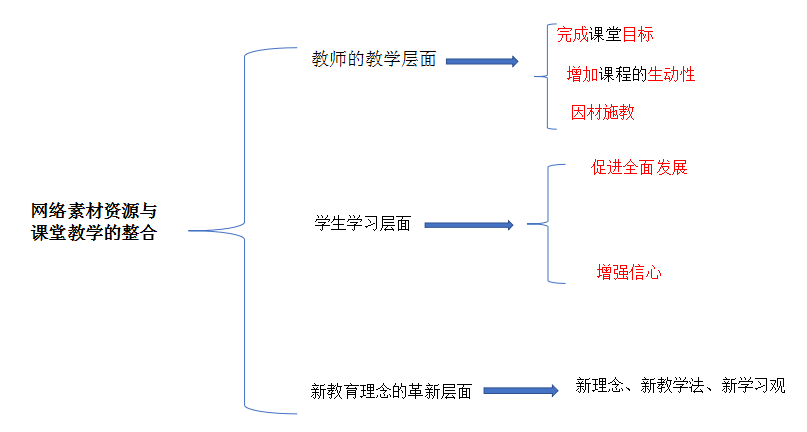 网络素材资源与
课堂教学的整合
教师的教学层面
完成课堂目标
增加课程的生动性
因材施教
学生学习层面
促进全面发展
增强信心
新教育理念的革新层面
新理念、新教学法、新学习观